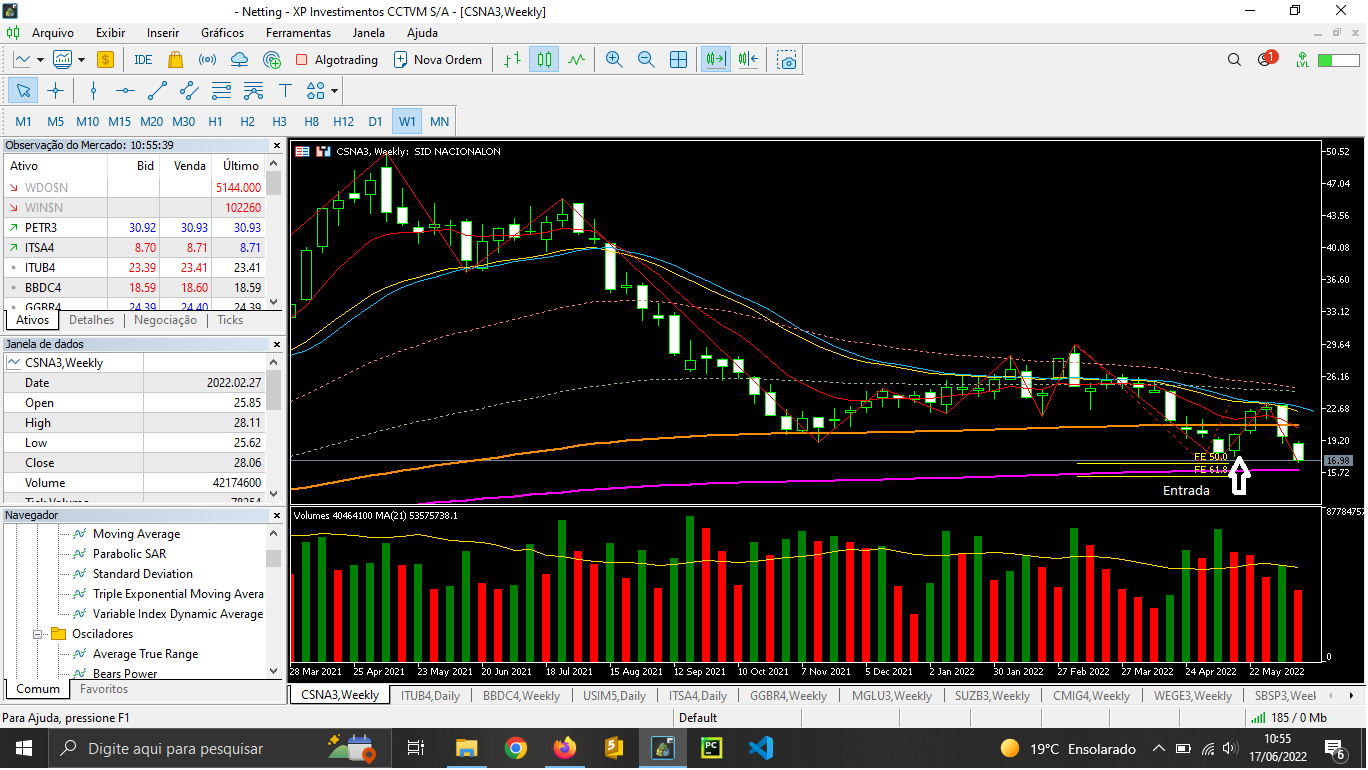 - Netting - XP Investimentos CCTVM S/A - [CSNA3,Weekly]
Arquivo Exibir Inserir Gráficos Ferramentas Janela Ajuda
IDE Algotrading Nova Ordem 1 LVL
M1 M5 M10 M15 M20 M30 H1 H2 H3 H8 H12 D1 W1 MN
Observação do Mercado: 10:55:39
Ativo Bid Venda Último
WDO$N 5144.000
WIN$N 102260
PETR3 30.92 30.93 30.93
ITSA4 8.70 8.71 8.71
ITUB4 23.39 23.41 23.41
BBDC4 18.59 18.60 18.59
GGBR4 24.39 24.40 24.39
Ativos Detalhes Negociação Ticks
Janela de dados
CSNA3,Weekly
Date 2022.02.27
Open 25.85
High 28.11
Low 25.62
Close 28.06
Volume 42174600
Tick Volume 78254
Navegador
Moving Average
Parabolic SAR
Standard Deviation
Triple Exponential Moving Avera
Variable Index Dynamic Average
Osciladores
Average True Range
Bears Power
Comum Favoritos
CSNA3, Weekly: SID NACIONALON
50.52
47.04
43.56
40.08
36.60
33.12
29.64
26.16
22.68
19.20
16.98
15.72
FE 50.0
FE 61.8
Entrada
Volumes 40464100 MA(21) 53575738.1
8778457
0
28 Mar 2021 25 Apr 2021 23 May 2021 20 Jun 2021 18 Jul 2021 15 Aug 2021 12 Sep 2021 10 Oct 2021 7 Nov 2021 5 Dec 2021 2 Jan 2022 30 Jan 2022 27 Feb 2022 27 Mar 2022 24 Apr 2022 22 May 2022
CSNA3,Weekly ITUB4,Daily BBDC4,Weekly USIM5,Daily ITSA4,Daily GGBR4,Weekly MGLU3,Weekly SUZB3,Weekly CMIG4,Weekly WEGE3,Weekly SBSP3,Weel
Para Ajuda, pressione F1 Default 185 / 0 Mb
Digite aqui para pesquisar 19°C Ensolarado 10:55
17/06/2022 6